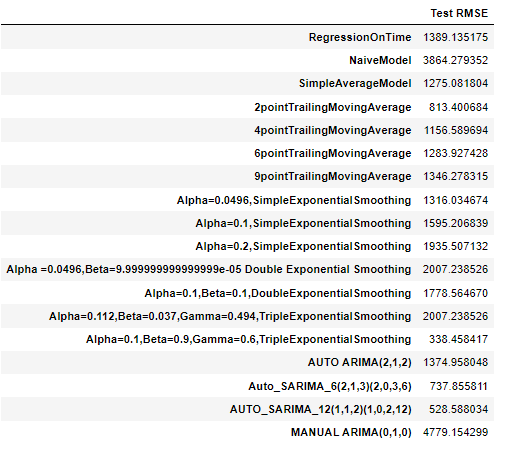 Test RMSE
RegressionOnTime 1389.135175
NaiveModel 3864.279352
SimpleAverageModel 1275.081804
2pointTrailingMovingAverage 813.400684
4pointTrailingMovingAverage 1156.589694
6pointTrailingMovingAverage 1283.927428
9pointTrailingMovingAverage 1346.278315
Alpha=0.0496,SimpleExponentialSmoothing 1316.034674
Alpha=0.1,SimpleExponentialSmoothing 1595.206839
Alpha=0.2,SimpleExponentialSmoothing 1935.507132
Alpha =0.0496,Beta=9.999999999999999e-05 Double Exponential Smoothing 2007.238526
Alpha=0.1,Beta=0.1,DoubleExponentialSmoothing 1778.564670
Alpha=0.112,Beta=0.037,Gamma=0.494,TripleExponentialSmoothing 2007.238526
Alpha=0.1,Beta=0.9,Gamma=0.6,TripleExponentialSmoothing 338.458417
AUTO ARIMA(2,1,2) 1374.958048
Auto_SARIMA_6(2,1,3)(2,0,3,6) 737.855811
AUTO_SARIMA_12(1,1,2)(1,0,2,12) 528.588034
MANUAL ARIMA(0,1,0) 4779.154299